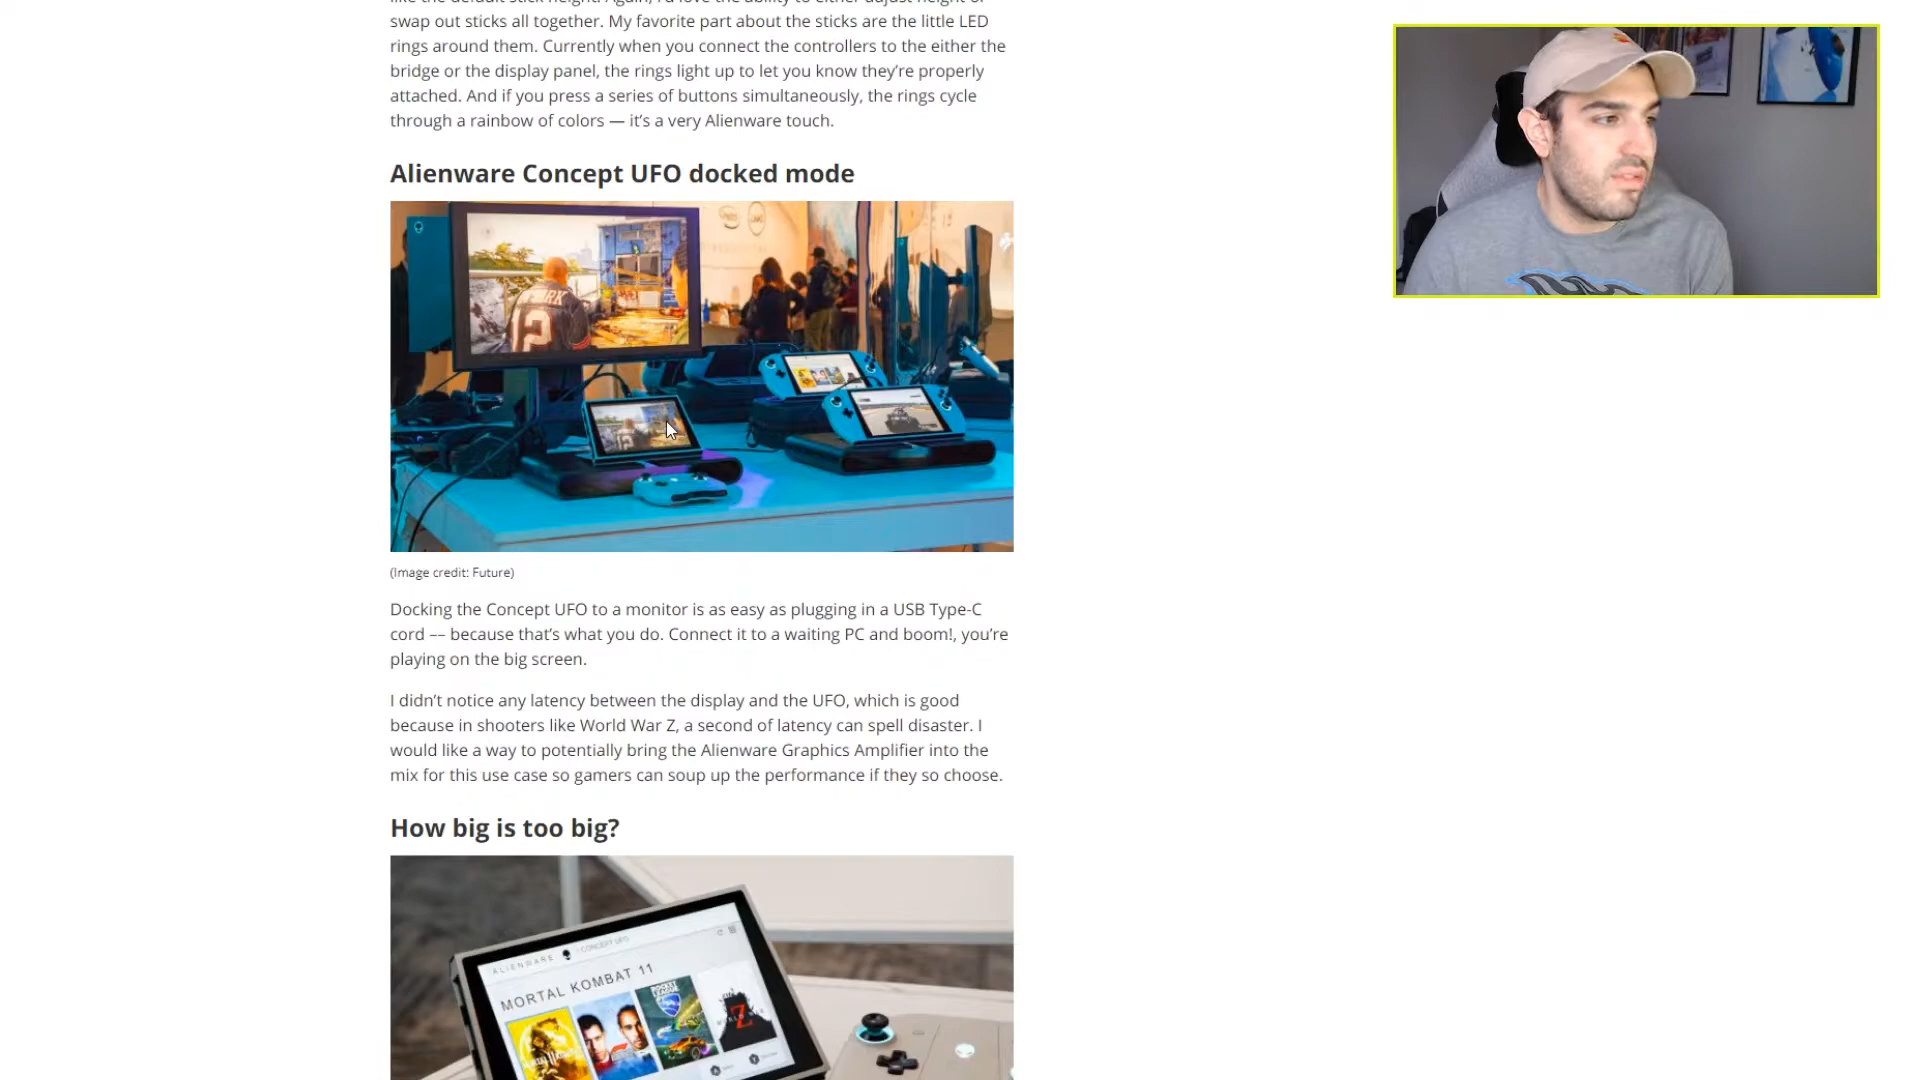 swap out sticks all together. My favorite part about the sticks are the little LED
rings around them. Currently when you connect the controllers to the either the
bridge or the display panel, the rings light up to let you know they’re properly
attached. And if you press a series of buttons simultaneously, the rings cycle
through a rainbow of colors — it’s a very Alienware touch.
Alienware Concept UFO docked mode
12
(Image credit: Future)
Docking the Concept UFO to a monitor is as easy as plugging in a USB Type-C
cord –– because that’s what you do. Connect it to a waiting PC and boom!, you’re
playing on the big screen.
I didn’t notice any latency between the display and the UFO, which is good
because in shooters like World War Z, a second of latency can spell disaster. I
would like a way to potentially bring the Alienware Graphics Amplifier into the
mix for this use case so gamers can soup up the performance if they so choose.
How big is too big?
ALIENWARE CONCEPT UFO
MORTAL KOMBAT 11
ROCKET
LEAGUE
Z